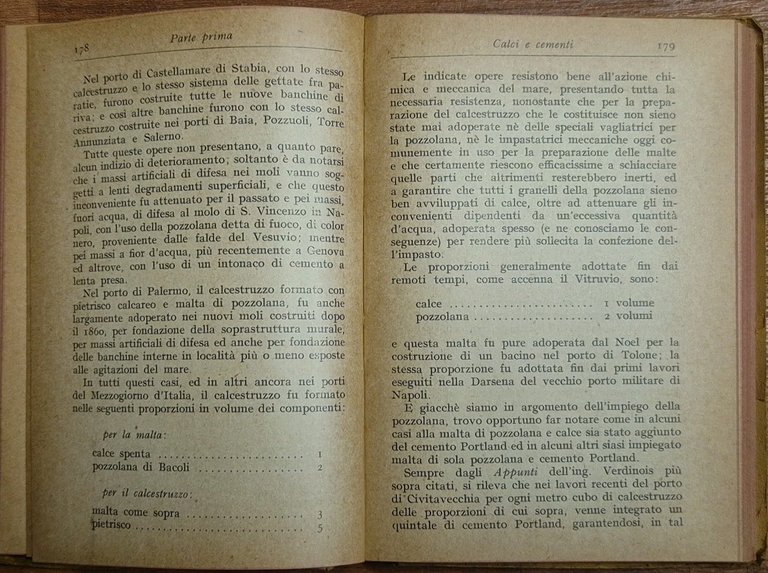 178 Parte prima
Nel porto di Castellamare di Stabia, con lo stesso
calcestruzzo e lo stesso sistema delle gettate fra pa-
ratie, furono costruite tutte le nuove banchine di
riva; e così altre banchine furono con lo stesso cal-
cestruzzo costruite nei porti di Baia, Pozzuoli, Torre
Annunziata e Salerno.
Tutte queste opere non presentano, a quanto pare,
alcun indizio di deterioramento; soltanto è da notarsi
che i massi artificiali di difesa nei moli vanno sog-
getti a lenti degradamenti superficiali, e che questo
inconveniente fu attenuato per il passato e pei massi,
fuori acqua, di difesa al molo di S. Vincenzo in Na-
poli, con l'uso della pozzolana detta di fuoco, di color
nero, proveniente dalle falde del Vesuvio; mentre
pei massi a fior d'acqua, più recentemente a Genova
ed altrove, con l'uso di un intonaco di cemento a
lenta presa.
Nel porto di Palermo, il calcestruzzo formato con
pietrisco calcareo e malta di pozzolana, fu anche
largamente adoperato nei nuovi moli costruiti dopo
il 1860, per fondazione della soprastruttura murale,
per massi artificiali di difesa ed anche per fondazione
delle banchine interne in località più o meno esposte
alle agitazioni del mare.
In tutti questi casi, ed in altri ancora nei porti
del Mezzogiorno d'Italia, il calcestruzzo fu formato
nelle seguenti proporzioni in volume dei componenti:
per la malta:
calce spenta . . . . . . . . . . . . . . . . . . . . 1
pozzolana di Bacoli . . . . . . . . . . . . . . . 2
per il calcestruzzo:
malta come sopra . . . . . . . . . . . . . . . . 3
pietrisco . . . . . . . . . . . . . . . . . . . . . . . 5
Calci e cementi 179
Le indicate opere resistono bene all'azione chi-
mica e meccanica del mare, presentando tutta la
necessaria resistenza, nonostante che per la prepa-
razione del calcestruzzo che le costituisce non sieno
state mai adoperate nè delle speciali vagliatrici per
la pozzolana, nè le impastatrici meccaniche oggi co-
munemente in uso per la preparazione delle malte
e che certamente riescono efficacissime a schiacciare
quelle parti che altrimenti resterebbero inerti, ed
a garantire che tutti i granelli della pozzolana sieno
ben avviluppati di calce, oltre ad attenuare gli in-
convenienti dipendenti da un'eccessiva quantità
d'acqua, adoperata spesso (e ne conosciamo le con-
seguenze) per rendere più sollecita la confezione del-
l'impasto.
Le proporzioni generalmente adottate fin dai
remoti tempi, come accenna il Vitruvio, sono:
calce . . . . . . . . . . . . . . . . . . . . 1 volume
pozzolana . . . . . . . . . . . . . . . . 2 volumi
e questa malta fu pure adoperata dal Noel per la
costruzione di un bacino nel porto di Tolone; la
stessa proporzione fu adottata fin dai primi lavori
eseguiti nella Darsena del vecchio porto militare di
Napoli.
E giacchè siamo in argomento dell'impiego della
pozzolana, trovo opportuno far notare come in alcuni
casi alla malta di pozzolana e calce sia stato aggiunto
del cemento Portland ed in alcuni altri siasi impiegato
malta di sola pozzolana e cemento Portland.
Sempre dagli Appunti dell'ing. Verdinois più
sopra citati, si rileva che nei lavori recenti del porto
di Civitavecchia per ogni metro cubo di calcestruzzo
delle proporzioni di cui sopra, venne integrato un
quintale di cemento Portland, garantendosi, in tal